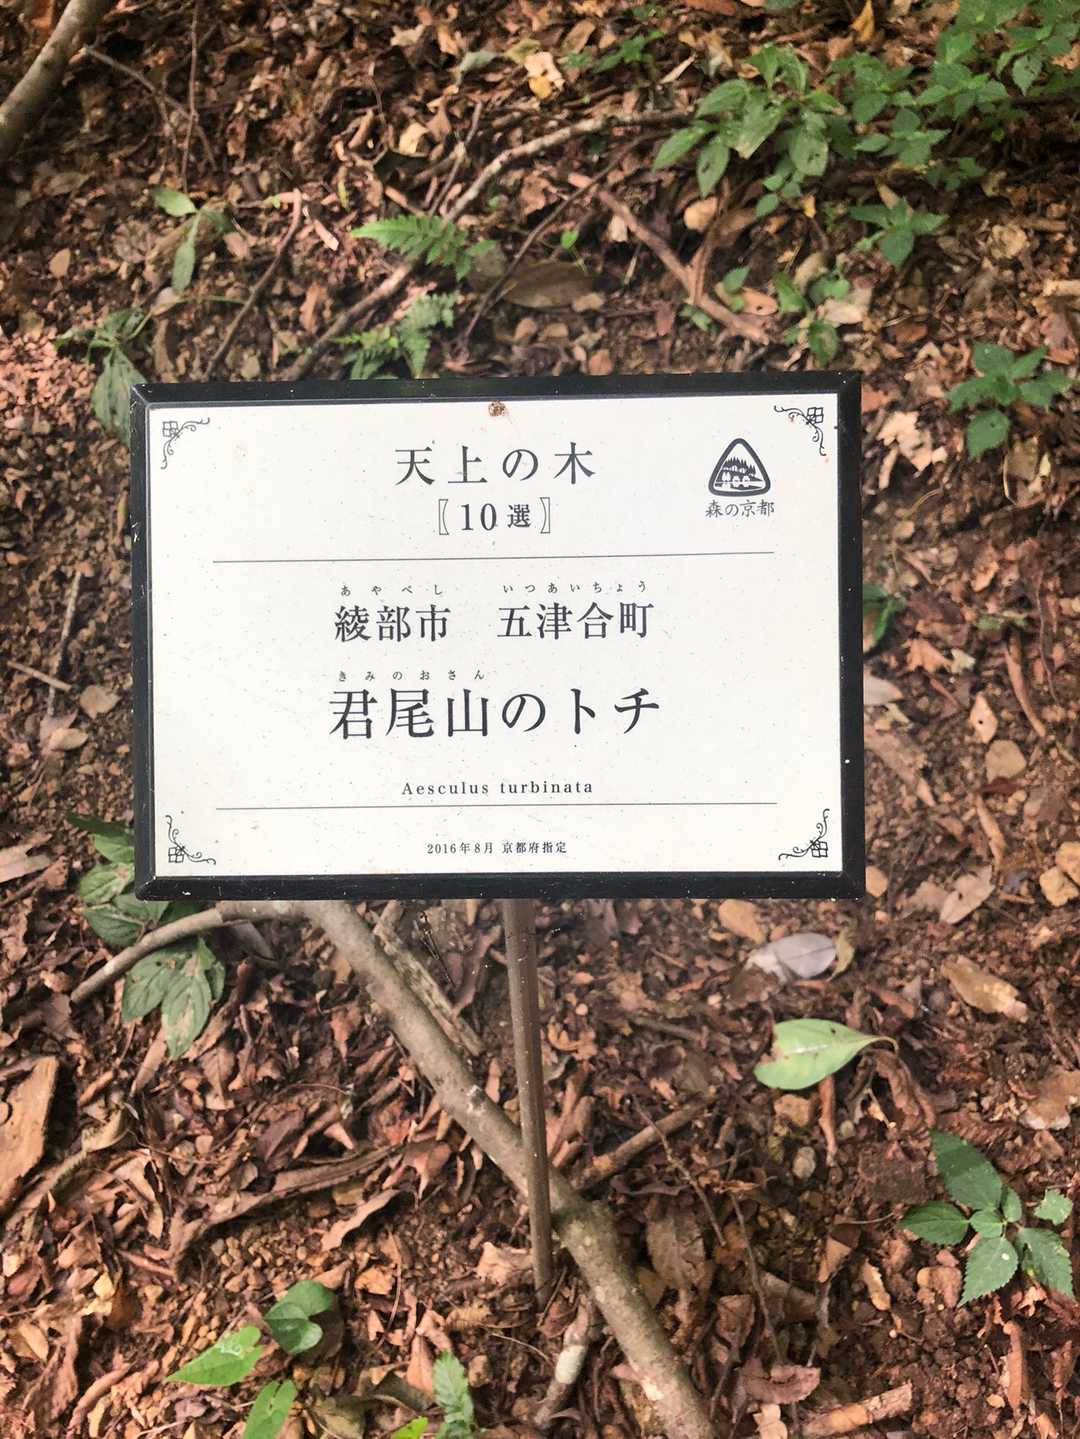 天上の木
〖10選〗
森の京都
あやべし いついあいちょう
綾部市 五津合町
きみのおさん
君尾山のトチ
Aesculus turbinata
2016年8月 京都府指定